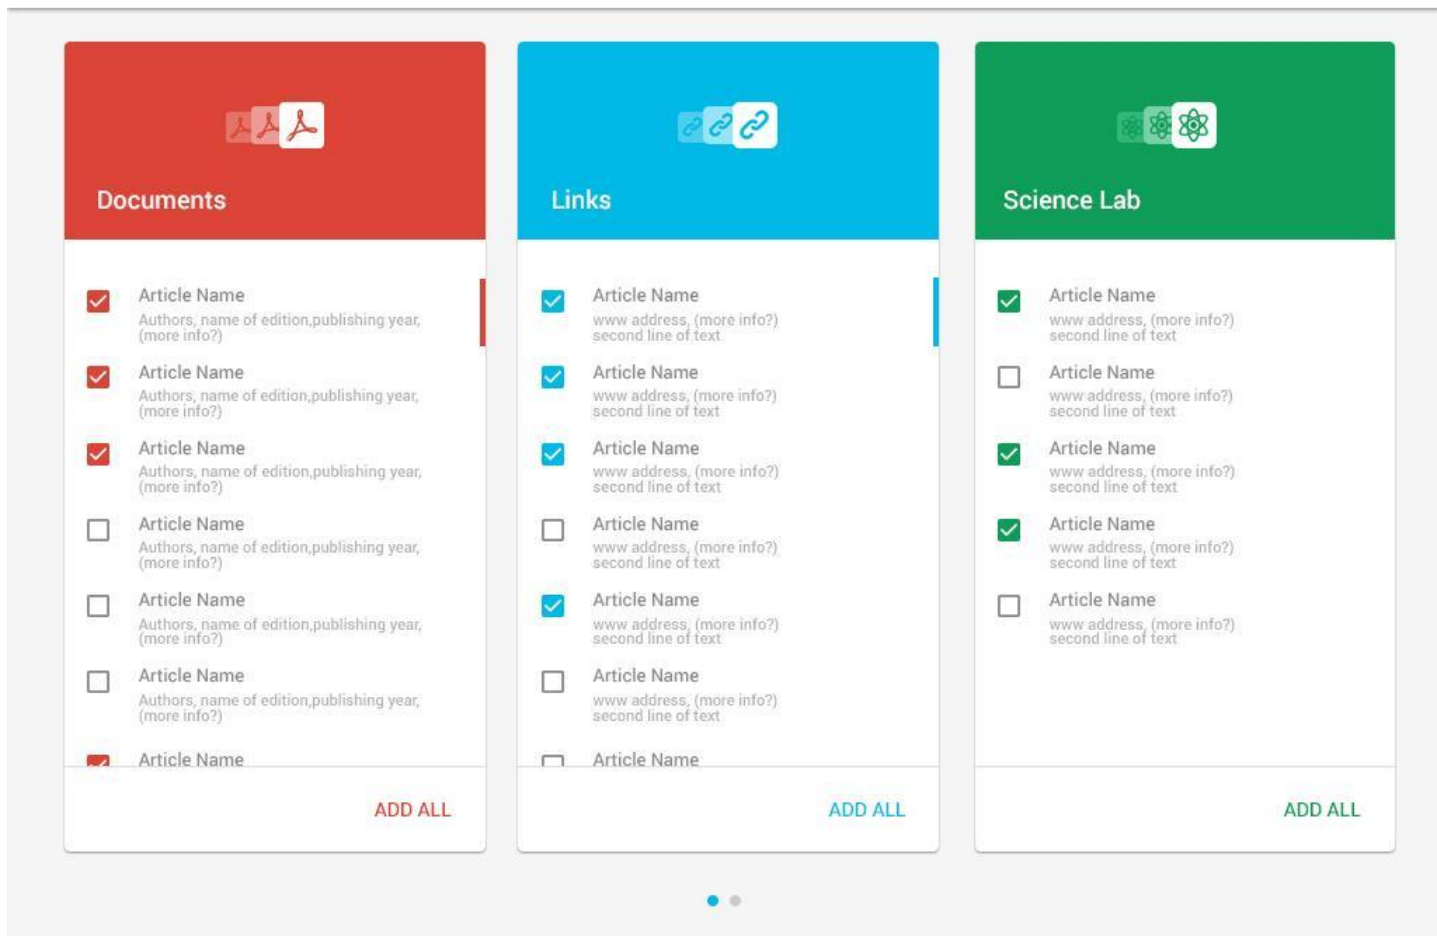 Documents
Article Name
Authors, name of edition,publishing year,
(more info?)
Article Name
Authors, name of edition,publishing year,
(more info?)
Article Name
Authors, name of edition,publishing year,
(more info?)
Article Name
Authors, name of edition,publishing year,
(more info?)
Article Name
Authors, name of edition,publishing year,
(more info?)
Article Name
Authors, name of edition,publishing year,
(more info?)
Article Name
ADD ALL
Links
Article Name
www address, (more info?)
second line of text
Article Name
www address, (more info?)
second line of text
Article Name
www address, (more info?)
second line of text
Article Name
www address, (more info?)
second line of text
Article Name
www address, (more info?)
second line of text
Article Name
www address, (more info?)
second line of text
Article Name
ADD ALL
Science Lab
Article Name
www address, (more info?)
second line of text
Article Name
www address, (more info?)
second line of text
Article Name
www address, (more info?)
second line of text
Article Name
www address, (more info?)
second line of text
Article Name
www address, (more info?)
second line of text
ADD ALL